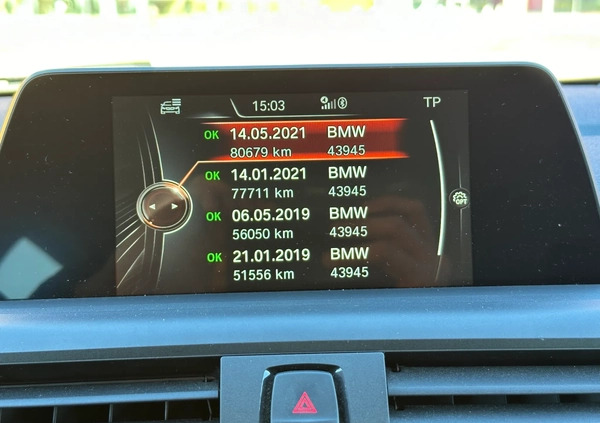 15:03 TP
OK 14.05.2021 BMW
80679 km 43945
OK 14.01.2021 BMW
77711 km 43945
OK 06.05.2019 BMW
56050 km 43945
OK 21.01.2019 BMW
51556 km 43945
OPT